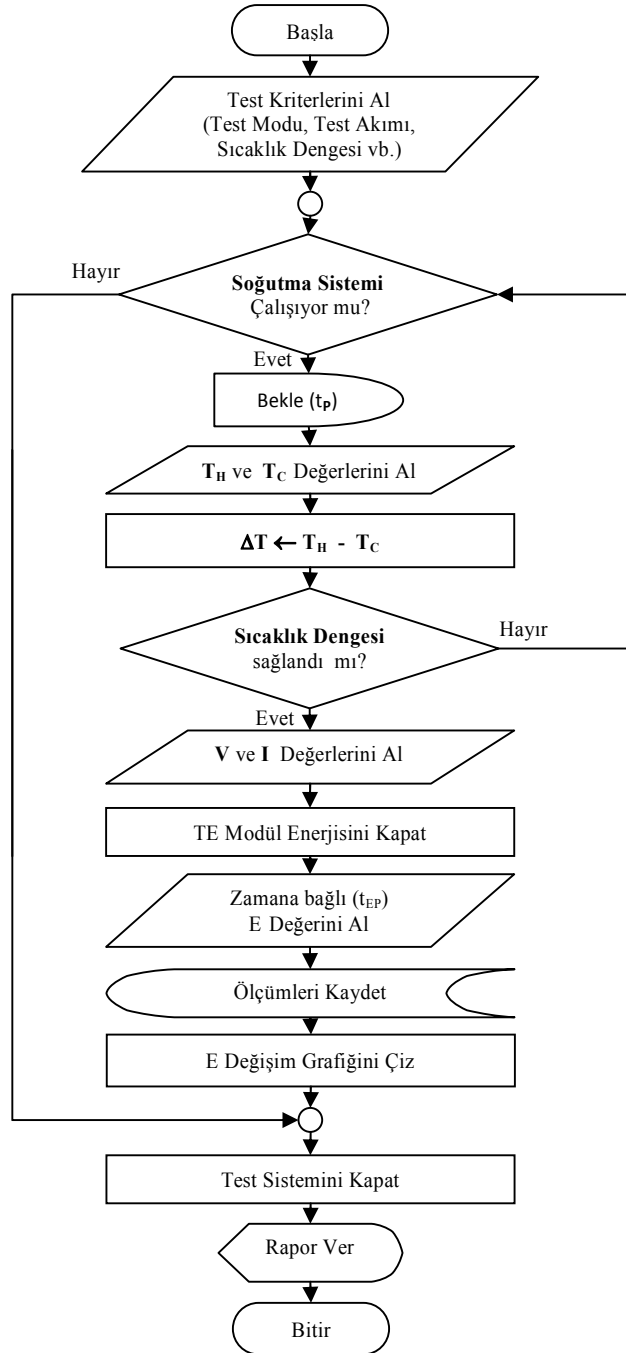 Başla
Test Kriterlerini Al
(Test Modu, Test Akımı,
Sıcaklık Dengesi vb.)
Hayır
Soğutma Sistemi
Çalışıyor mu?
Evet
Bekle (tP)
TH ve TC Değerlerini Al
ΔT ← TH - TC
Sıcaklık Dengesi
sağlandı mı?
Hayır
Evet
V ve I Değerlerini Al
TE Modül Enerjisini Kapat
Zamana bağlı (tEP)
E Değerini Al
Ölçümleri Kaydet
E Değişim Grafiğini Çiz
Test Sistemini Kapat
Rapor Ver
Bitir